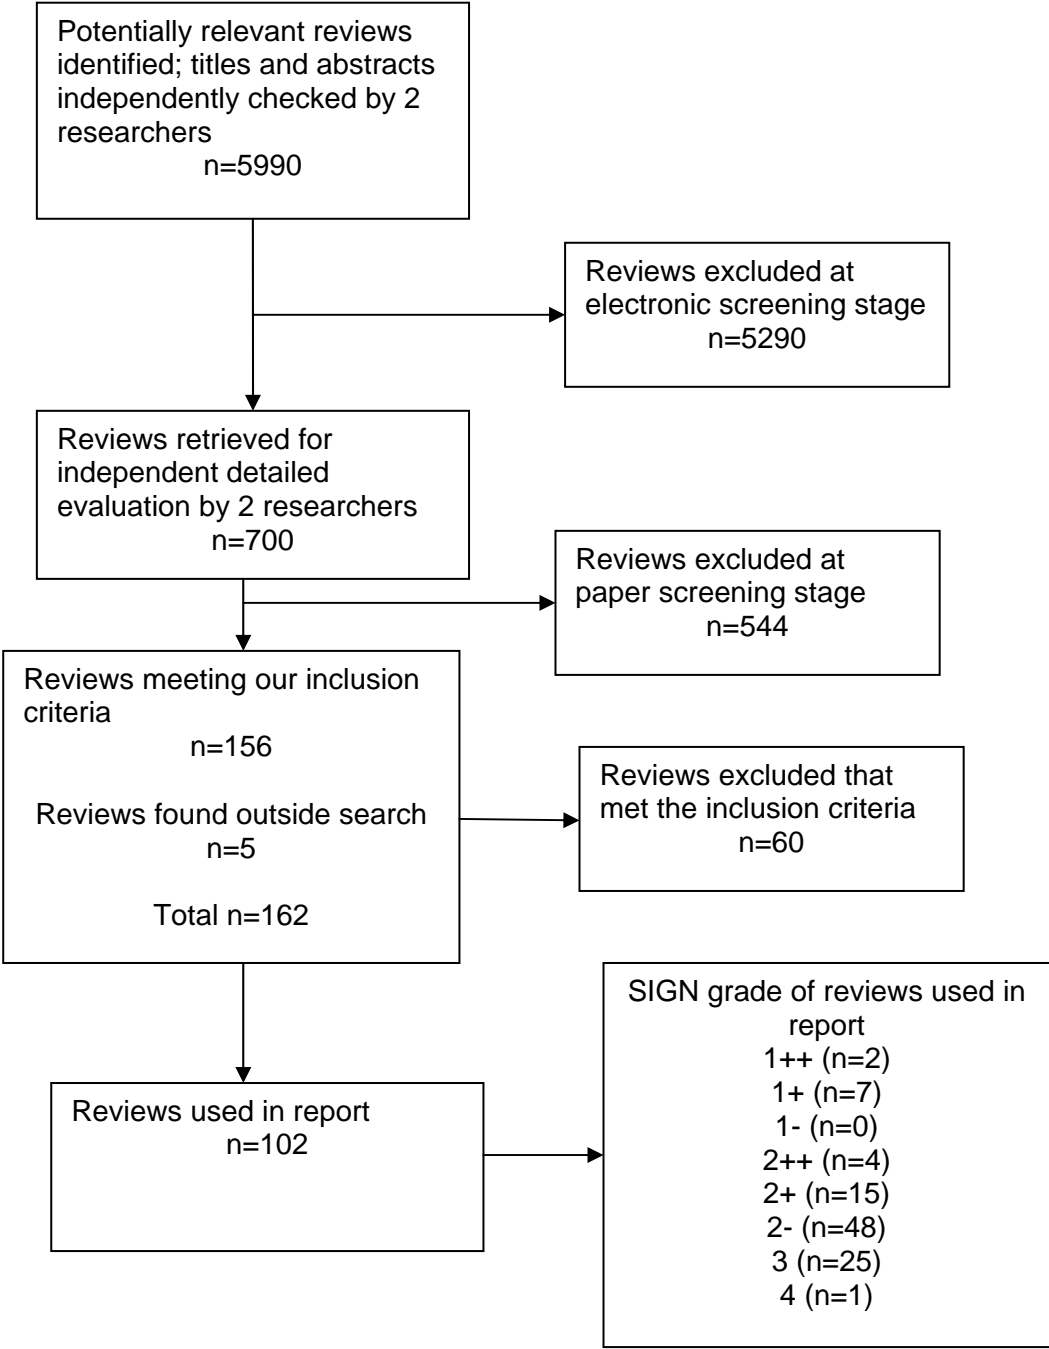 Potentially relevant reviews
identified; titles and abstracts
independently checked by 2
researchers
n=5990
Reviews excluded at
electronic screening stage
n=5290
Reviews retrieved for
independent detailed
evaluation by 2 researchers
n=700
Reviews excluded at
paper screening stage
n=544
Reviews meeting our inclusion
criteria
n=156
Reviews found outside search
n=5
Total n=162
Reviews excluded that
met the inclusion criteria
n=60
Reviews used in report
n=102
SIGN grade of reviews used in
report
1++ (n=2)
1+ (n=7)
1- (n=0)
2++ (n=4)
2+ (n=15)
2- (n=48)
3 (n=25)
4 (n=1)